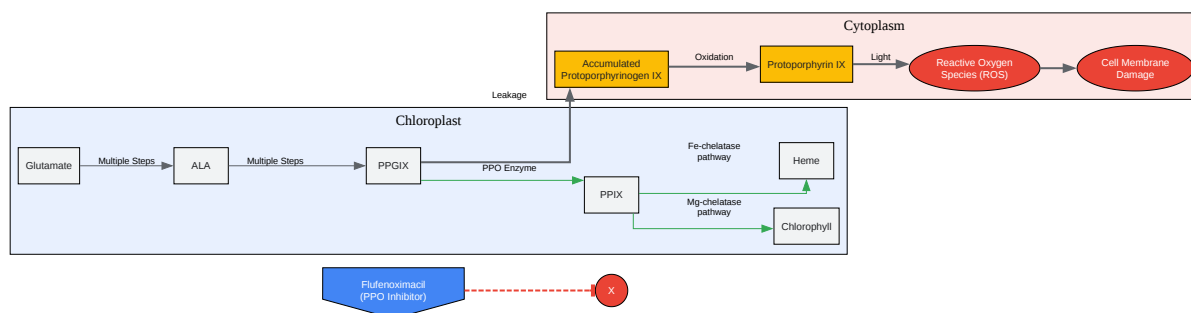 Cytoplasm
Accumulated
Protoporphyrinogen IX
Oxidation
Protoporphyrin IX
Light
Reactive Oxygen
Species (ROS)
Cell Membrane
Damage
Leakage
Chloroplast
Glutamate
Multiple Steps
ALA
Multiple Steps
PPGIX
PPO Enzyme
PPIX
Fe-chelatase
pathway
Heme
Mg-chelatase
pathway
Chlorophyll
Flufenoximacil
(PPO Inhibitor)
X